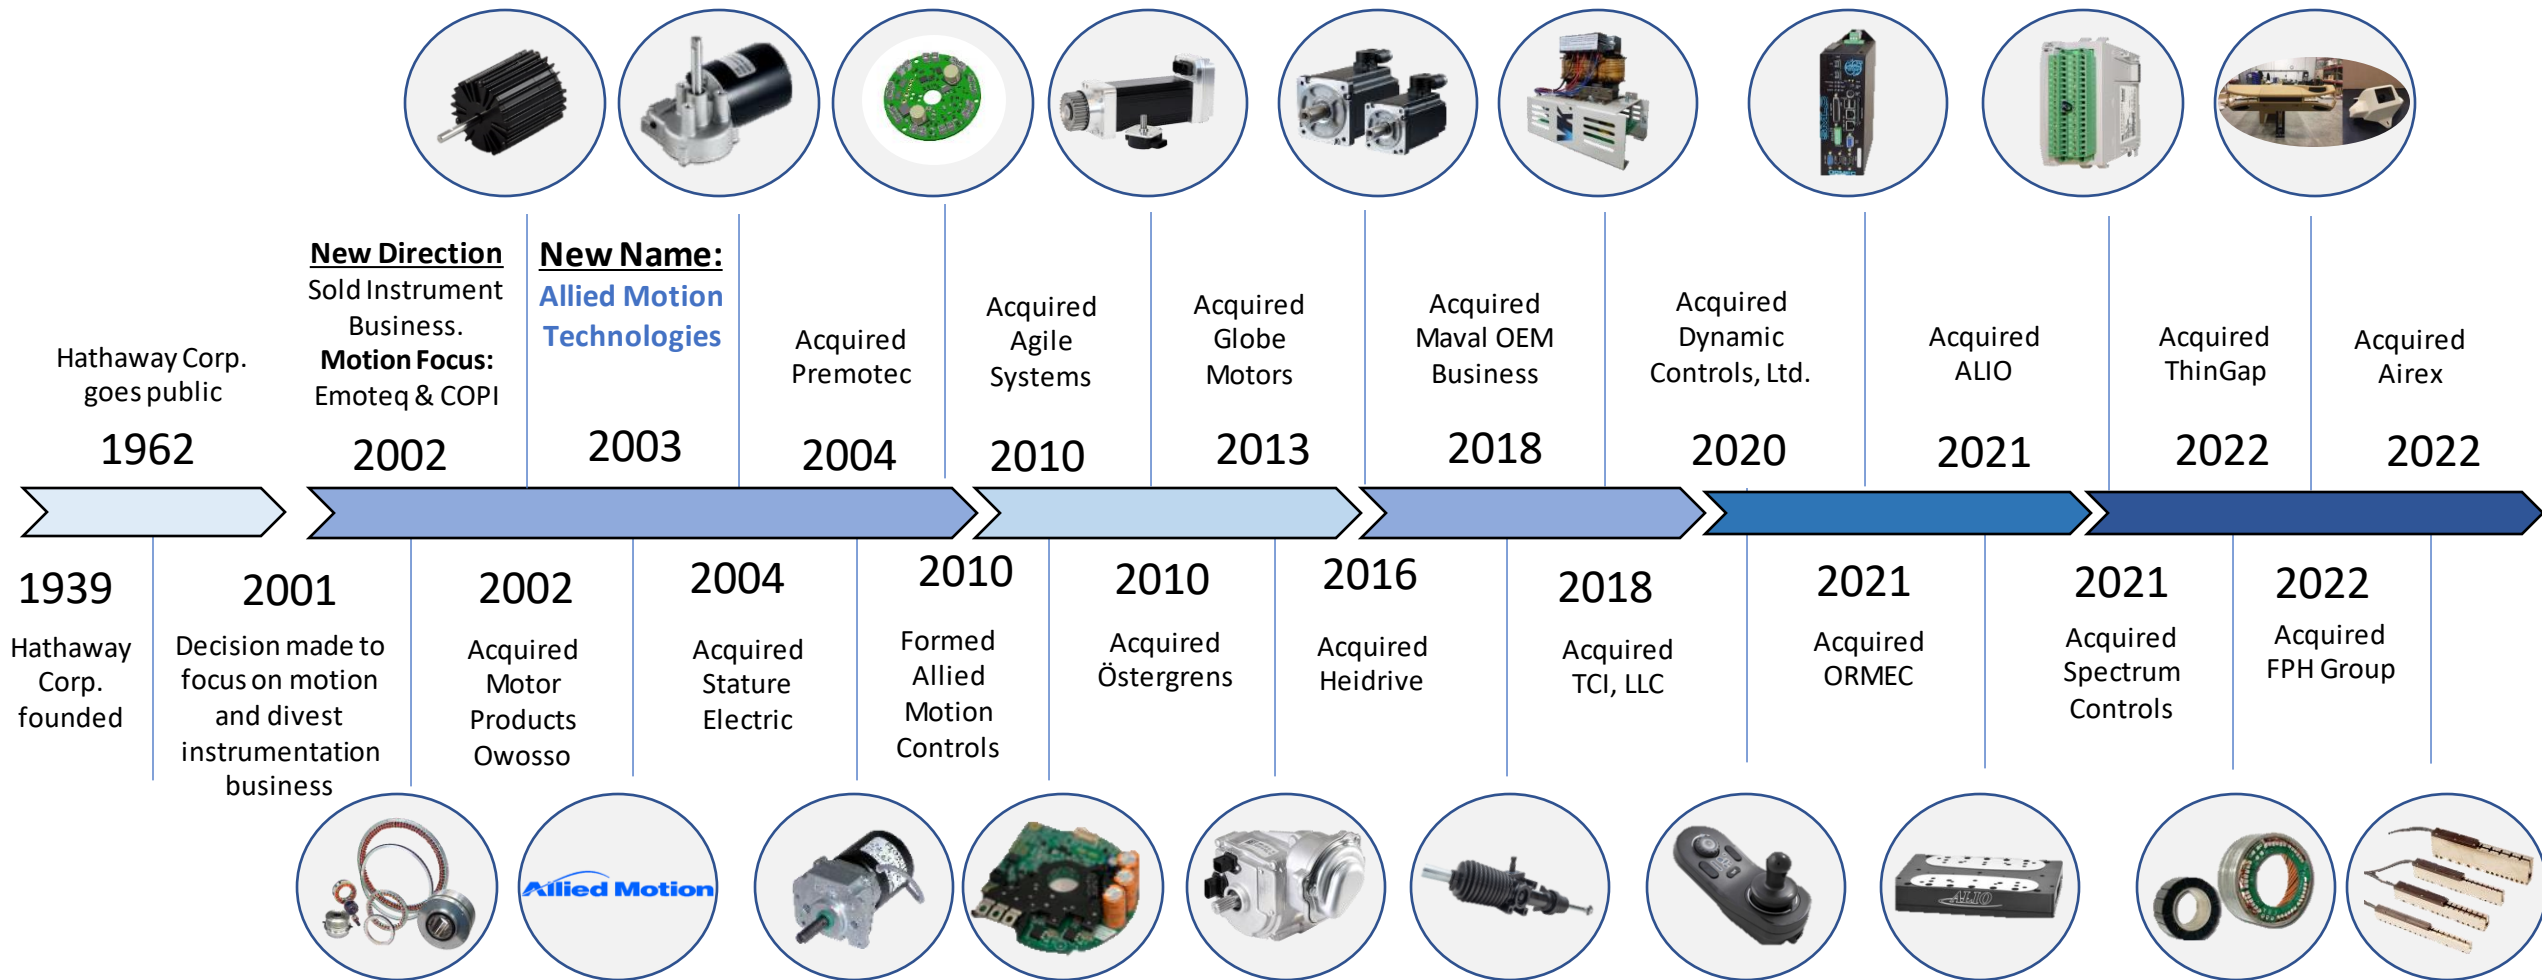 New Direction
Sold Instrument
Business.
Motion Focus:
Emoteq & COPI
2002
New Name:
Allied Motion
Technologies
2003
Hathaway Corp.
goes public
1962
Acquired
Premotec
2004
Acquired
Agile
Systems
2010
Acquired
Globe
Motors
2013
Acquired
Maval OEM
Business
2018
Acquired
Dynamic
Controls, Ltd.
2020
Acquired
ALIO
2021
Acquired
ThinGap
2022
Acquired
Airex
2022
1939
Hathaway
Corp.
founded
2001
Decision made to
focus on motion
and divest
instrumentation
business
2002
Acquired
Motor
Products
Owosso
2004
Acquired
Stature
Electric
2010
Formed
Allied
Motion
Controls
2010
Acquired
Östergrens
2016
Acquired
Heidrive
2018
Acquired
TCI, LLC
2021
Acquired
ORMEC
2021
Acquired
Spectrum
Controls
2022
Acquired
FPH Group
Allied Motion
ALIO